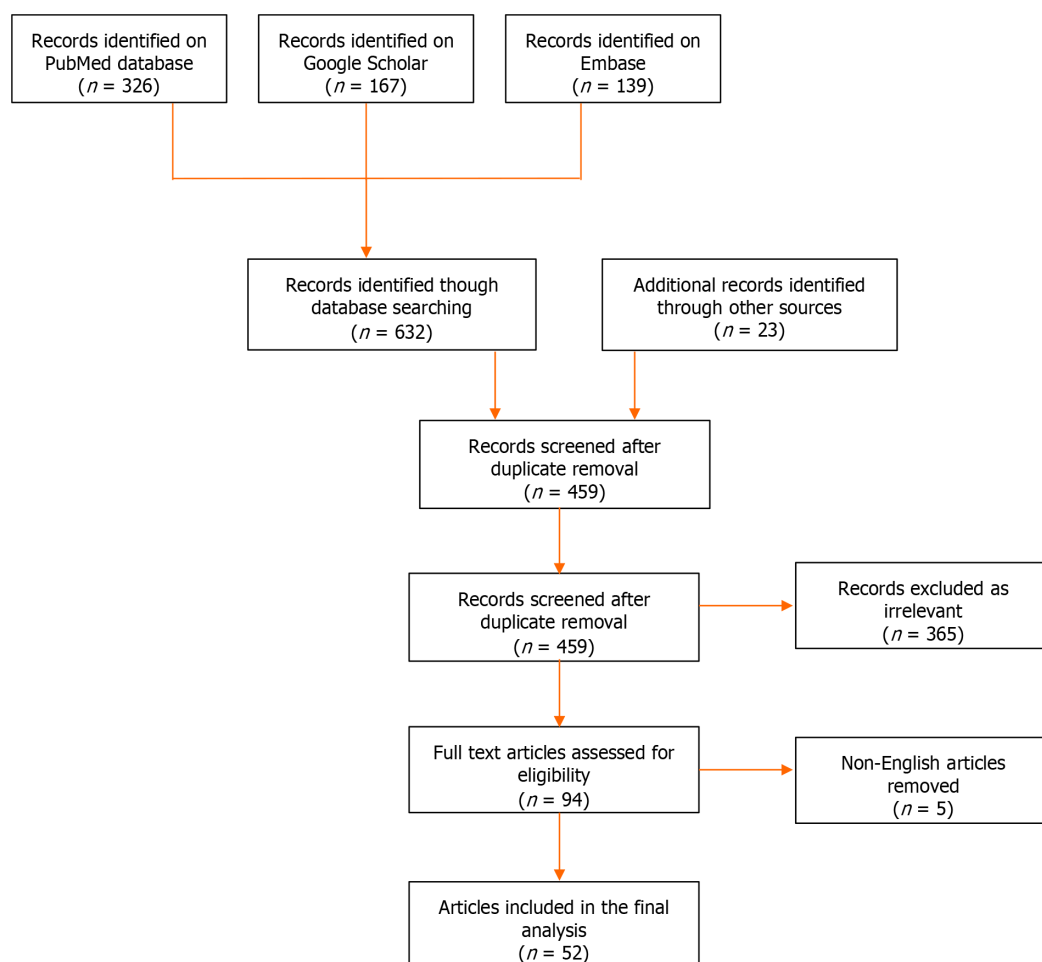 Records identified on
PubMed database
(n = 326)
Records identified on
Google Scholar
(n = 167)
Records identified on
Embase
(n = 139)
Records identified though
database searching
(n = 632)
Additional records identified
through other sources
(n = 23)
Records screened after
duplicate removal
(n = 459)
Records screened after
duplicate removal
(n = 459)
Records excluded as
irrelevant
(n = 365)
Full text articles assessed for
eligibility
(n = 94)
Non-English articles
removed
(n = 5)
Articles included in the final
analysis
(n = 52)